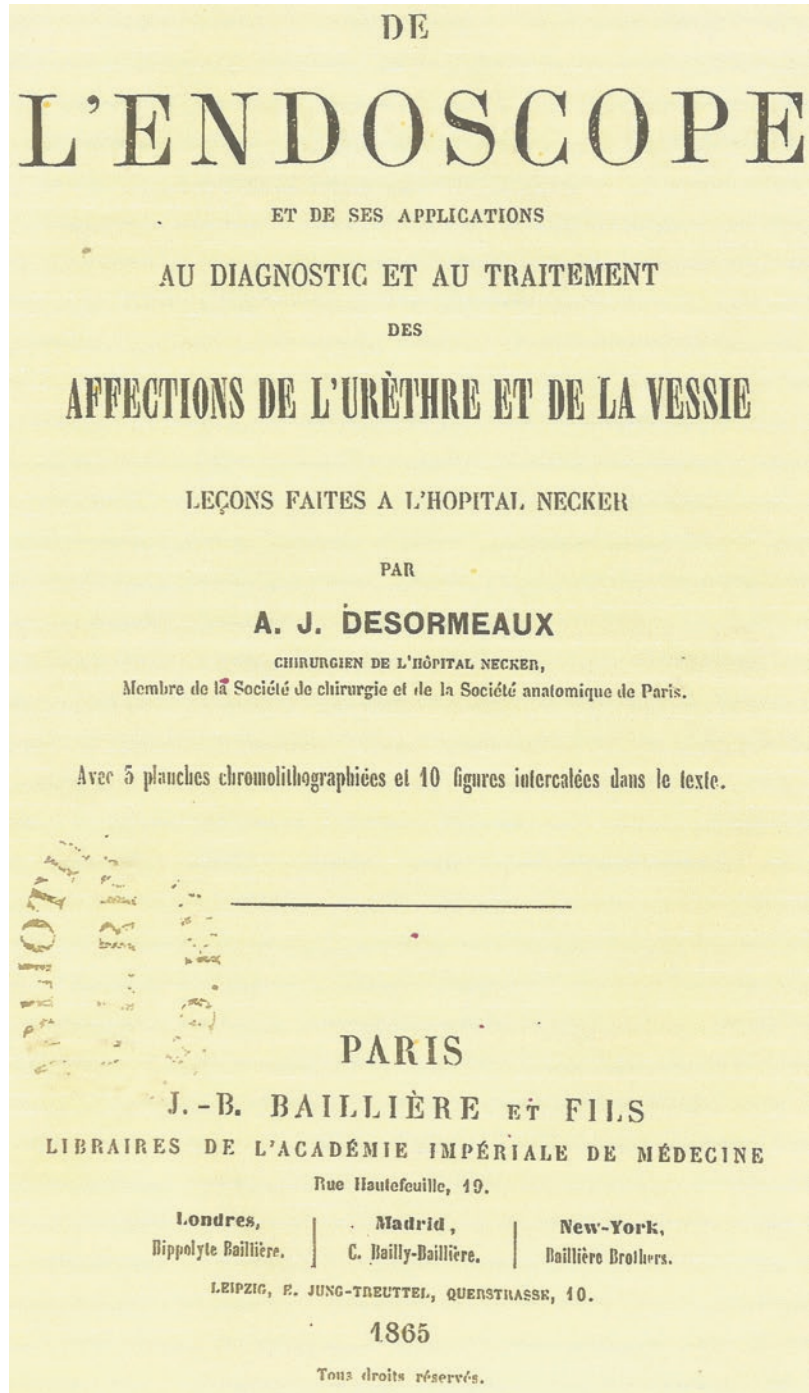 DE
L'ENDOSCOPE
ET DE SES APPLICATIONS
AU DIAGNOSTIC ET AU TRAITEMENT
DES
AFFECTIONS DE L'URÈTHRE ET DE LA VESSIE
LEÇONS FAITES A L'HOPITAL NECKER
PAR
A. J. DESORMEAUX
CHIRURGIEN DE L'HÔPITAL NECKER,
Membre de la Société de chirurgie et de la Société anatomique de Paris.
Avec 3 planches chromolithographiées et 10 figures intercalées dans le texte.
PARIS
J.-B. BAILLIÈRE ET FILS
LIBRAIRES DE L'ACADÉMIE IMPÉRIALE DE MÉDECINE
Rue Hautefeuille, 19.
Londres, Madrid, New-York,
Hippolyte Baillière. C. Bailly-Baillière. Baillière Brothers.
LEIPZIG, E. JUNG-TREUTTEL, QUERSTRASSE, 10.
1865
Tous droits réservés.